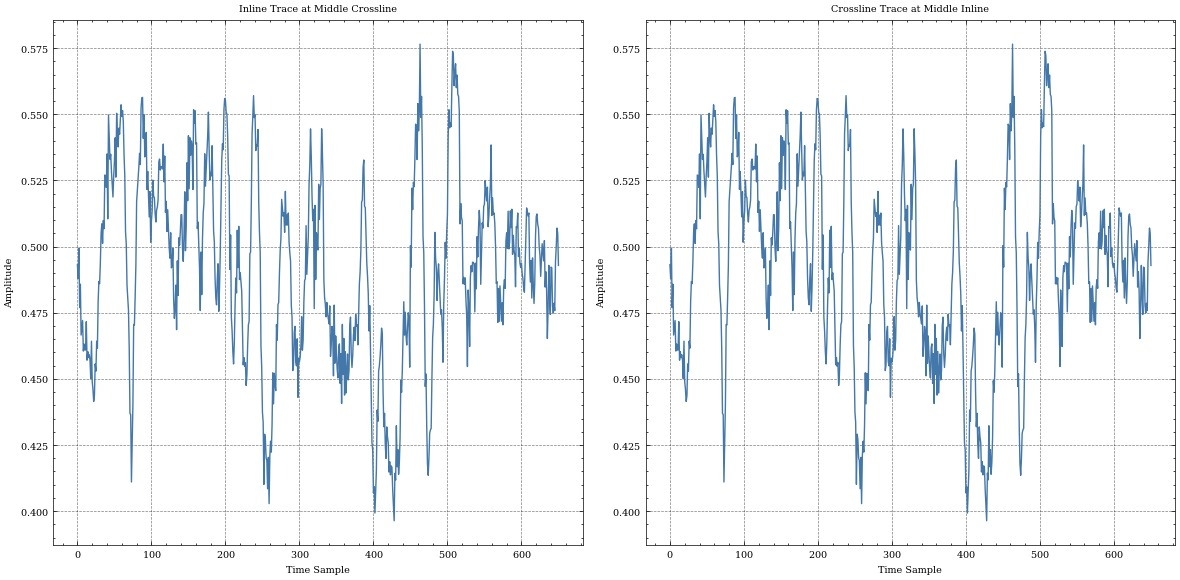 Inline Trace at Middle Crossline
Amplitude
0.575
0.550
0.525
0.500
0.475
0.450
0.425
0.400
0 100 200 300 400 500 600
Time Sample
Crossline Trace at Middle Inline
Amplitude
0.575
0.550
0.525
0.500
0.475
0.450
0.425
0.400
0 100 200 300 400 500 600
Time Sample